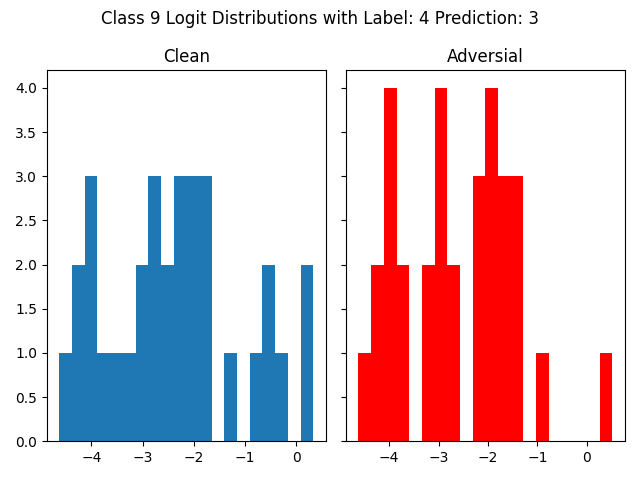 Class 9 Logit Distributions with Label: 4 Prediction: 3
Clean
Adversial
4.0
3.5
3.0
2.5
2.0
1.5
1.0
0.5
0.0
−4 −3 −2 −1 0
−4 −3 −2 −1 0